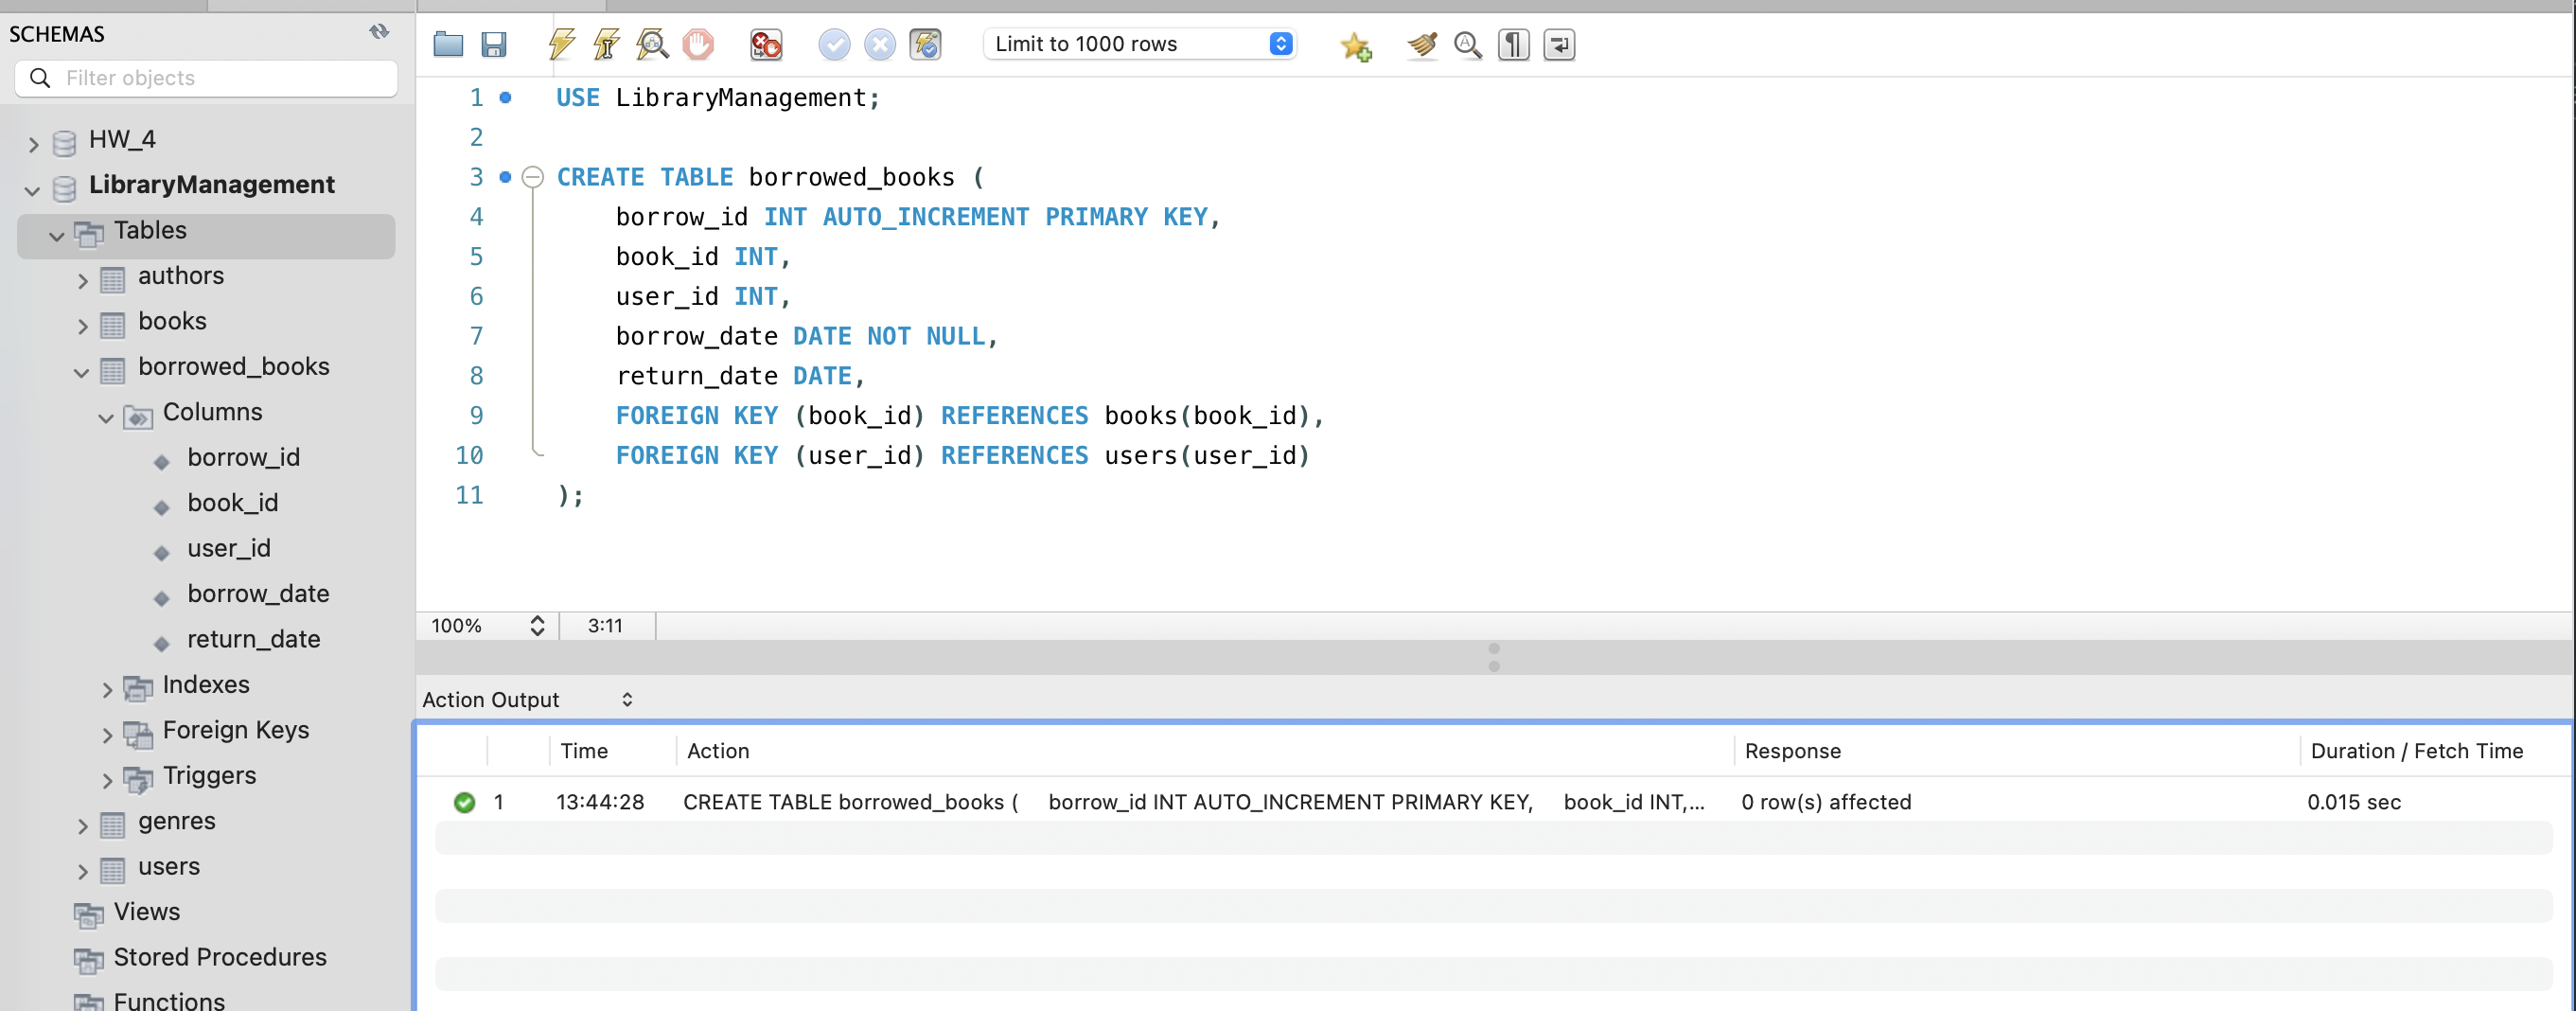 SCHEMAS
Filter objects
HW_4
LibraryManagement
Tables
authors
books
borrowed_books
Columns
borrow_id
book_id
user_id
borrow_date
return_date
Indexes
Foreign Keys
Triggers
genres
users
Views
Stored Procedures
Functions
Limit to 1000 rows
1 USE LibraryManagement;
2
3 CREATE TABLE borrowed_books (
4 borrow_id INT AUTO_INCREMENT PRIMARY KEY,
5 book_id INT,
6 user_id INT,
7 borrow_date DATE NOT NULL,
8 return_date DATE,
9 FOREIGN KEY (book_id) REFERENCES books(book_id),
10 FOREIGN KEY (user_id) REFERENCES users(user_id)
11 );
100% 3:11
Action Output
Time Action Response Duration / Fetch Time
1 13:44:28 CREATE TABLE borrowed_books ( borrow_id INT AUTO_INCREMENT PRIMARY KEY, book_id INT,... 0 row(s) affected 0.015 sec